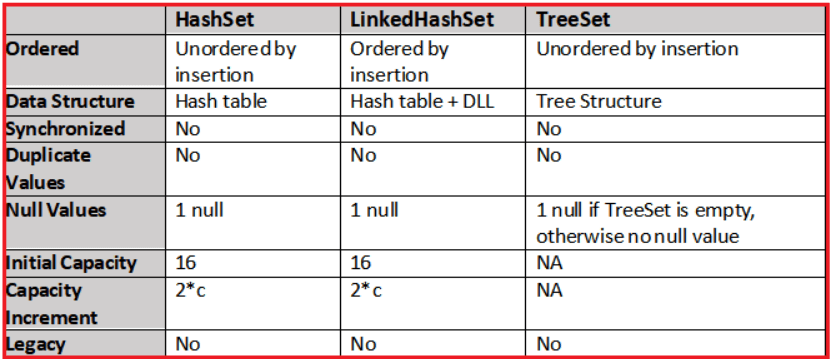 HashSet LinkedHashSet TreeSet
Ordered Unordered by insertion Ordered by insertion Unordered by insertion
Data Structure Hash table Hash table + DLL Tree Structure
Synchronized No No No
Duplicate Values No No No
Null Values 1 null 1 null 1 null if TreeSet is empty, otherwise no null value
Initial Capacity 16 16 NA
Capacity Increment 2*c 2*c NA
Legacy No No No